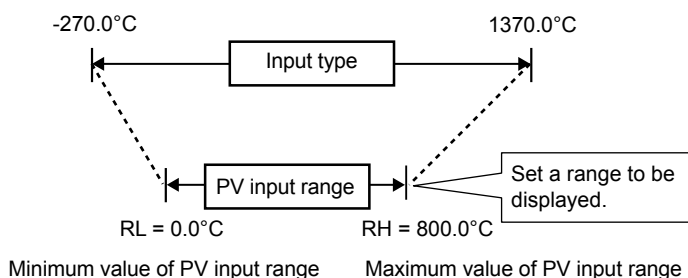 -270.0°C 1370.0°C
Input type
PV input range
Set a range to be
displayed.
RL = 0.0°C RH = 800.0°C
Minimum value of PV input range Maximum value of PV input range